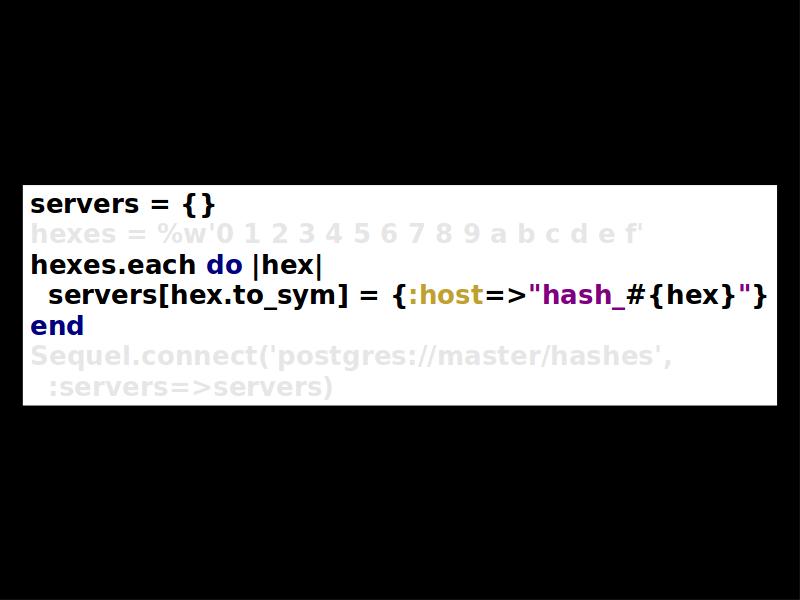 servers = {}
hexes = %w'0 1 2 3 4 5 6 7 8 9 a b c d e f'
hexes.each do |hex|
  servers[hex.to_sym] = {:host=>"hash_#{hex}"}
end
Sequel.connect('postgres://master/hashes',
  :servers=>servers)